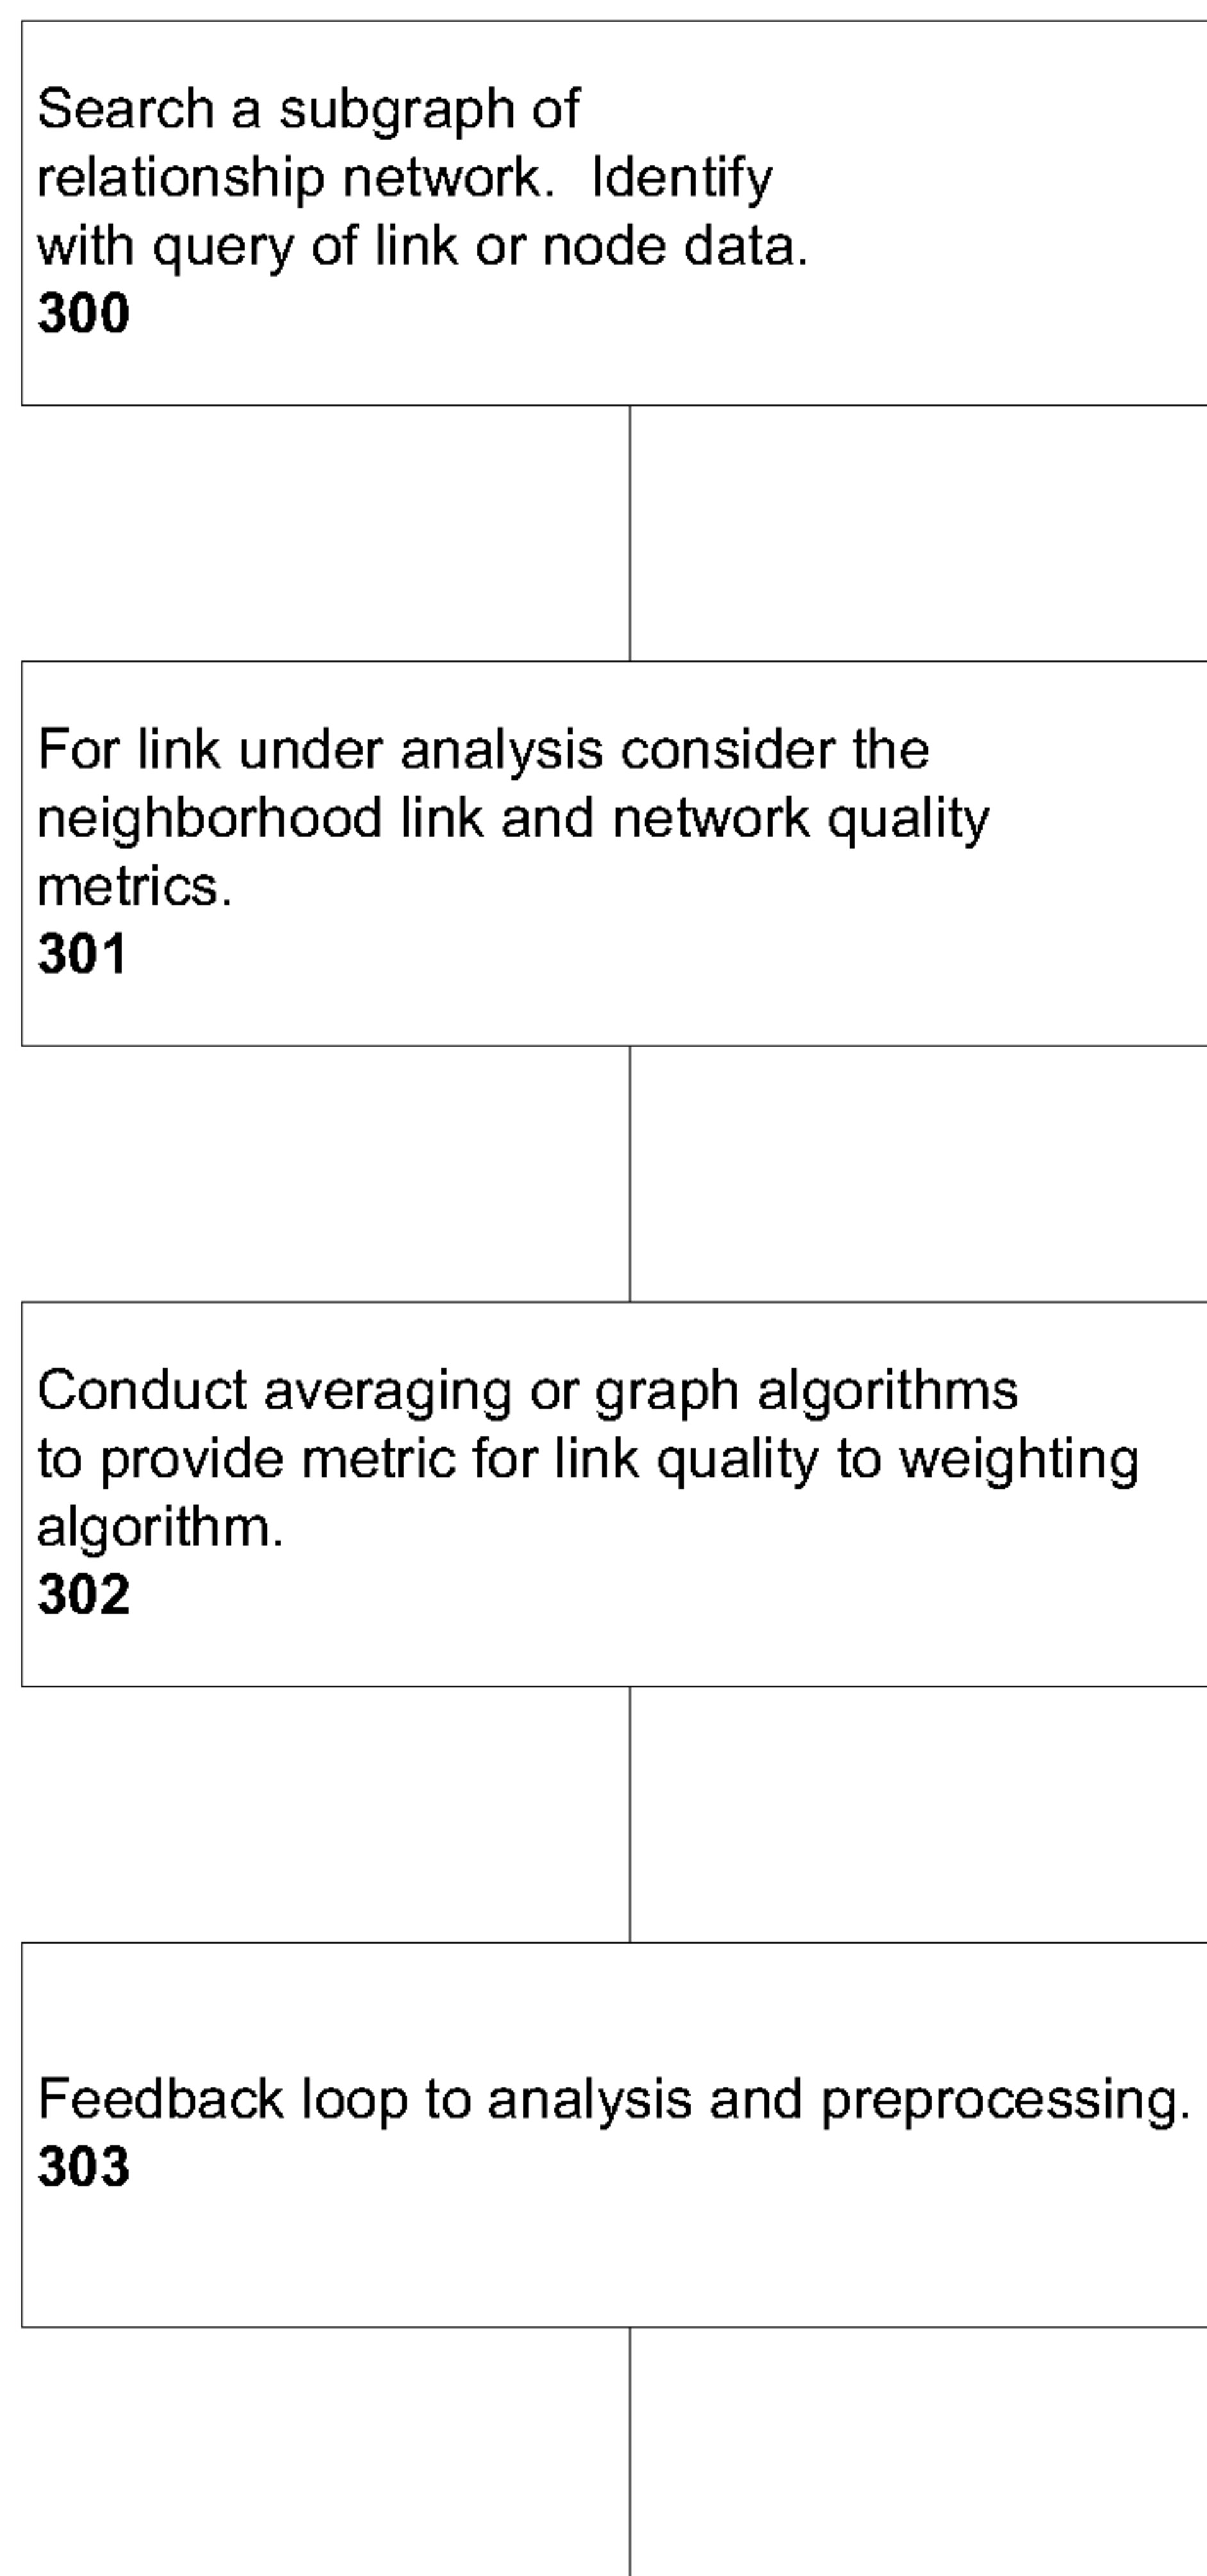 Search a subgraph of
relationship network.  Identify
with query of link or node data.
300
For link under analysis consider the
neighborhood link and network quality
metrics.
301
Conduct averaging or graph algorithms
to provide metric for link quality to weighting
algorithm.
302
Feedback loop to analysis and preprocessing.
303